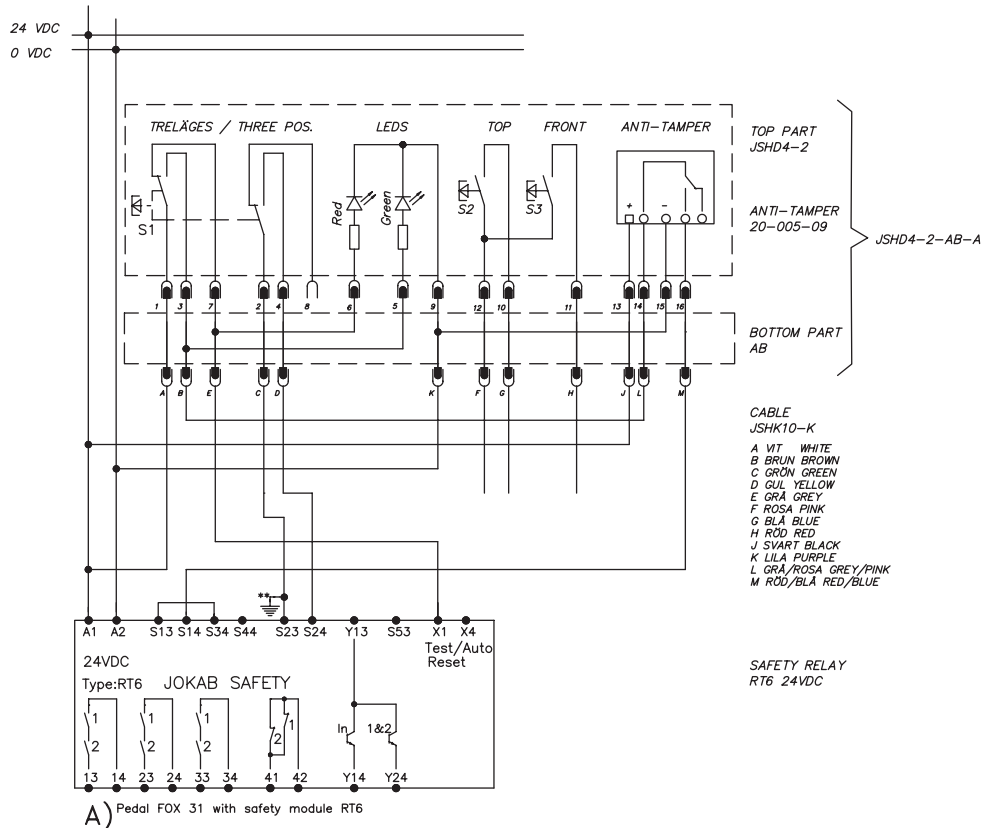 24 VDC
0 VDC
TRELÄGES / THREE POS.
LEDS
TOP
FRONT
ANTI-TAMPER
TOP PART
JSHD4-2
ANTI-TAMPER
20-005-09
JSHD4-2-AB-A
S1
Red
Green
S2
S3
+ -
1 3 7 2 4 8 6 5 9 12 10 11 13 14 15 16
BOTTOM PART
AB
A B E C D K F G H J L M
CABLE
JSHK10-K
A VIT WHITE
B BRUN BROWN
C GRÖN GREEN
D GUL YELLOW
E GRÅ GREY
F ROSA PINK
G BLÅ BLUE
H RÖD RED
J SVART BLACK
K LILA PURPLE
L GRÅ/ROSA GREY/PINK
M RÖD/BLÅ RED/BLUE
**
A1 A2 S13 S14 S34 S44 S23 S24 Y13 S53 X1 X4
Test/Auto
Reset
24VDC
Type:RT6 JOKAB SAFETY
SAFETY RELAY
RT6 24VDC
1 1 1 1
2 2 2 2
In 1&2
13 14 23 24 33 34 41 42 Y14 Y24
A) Pedal FOX 31 with safety module RT6